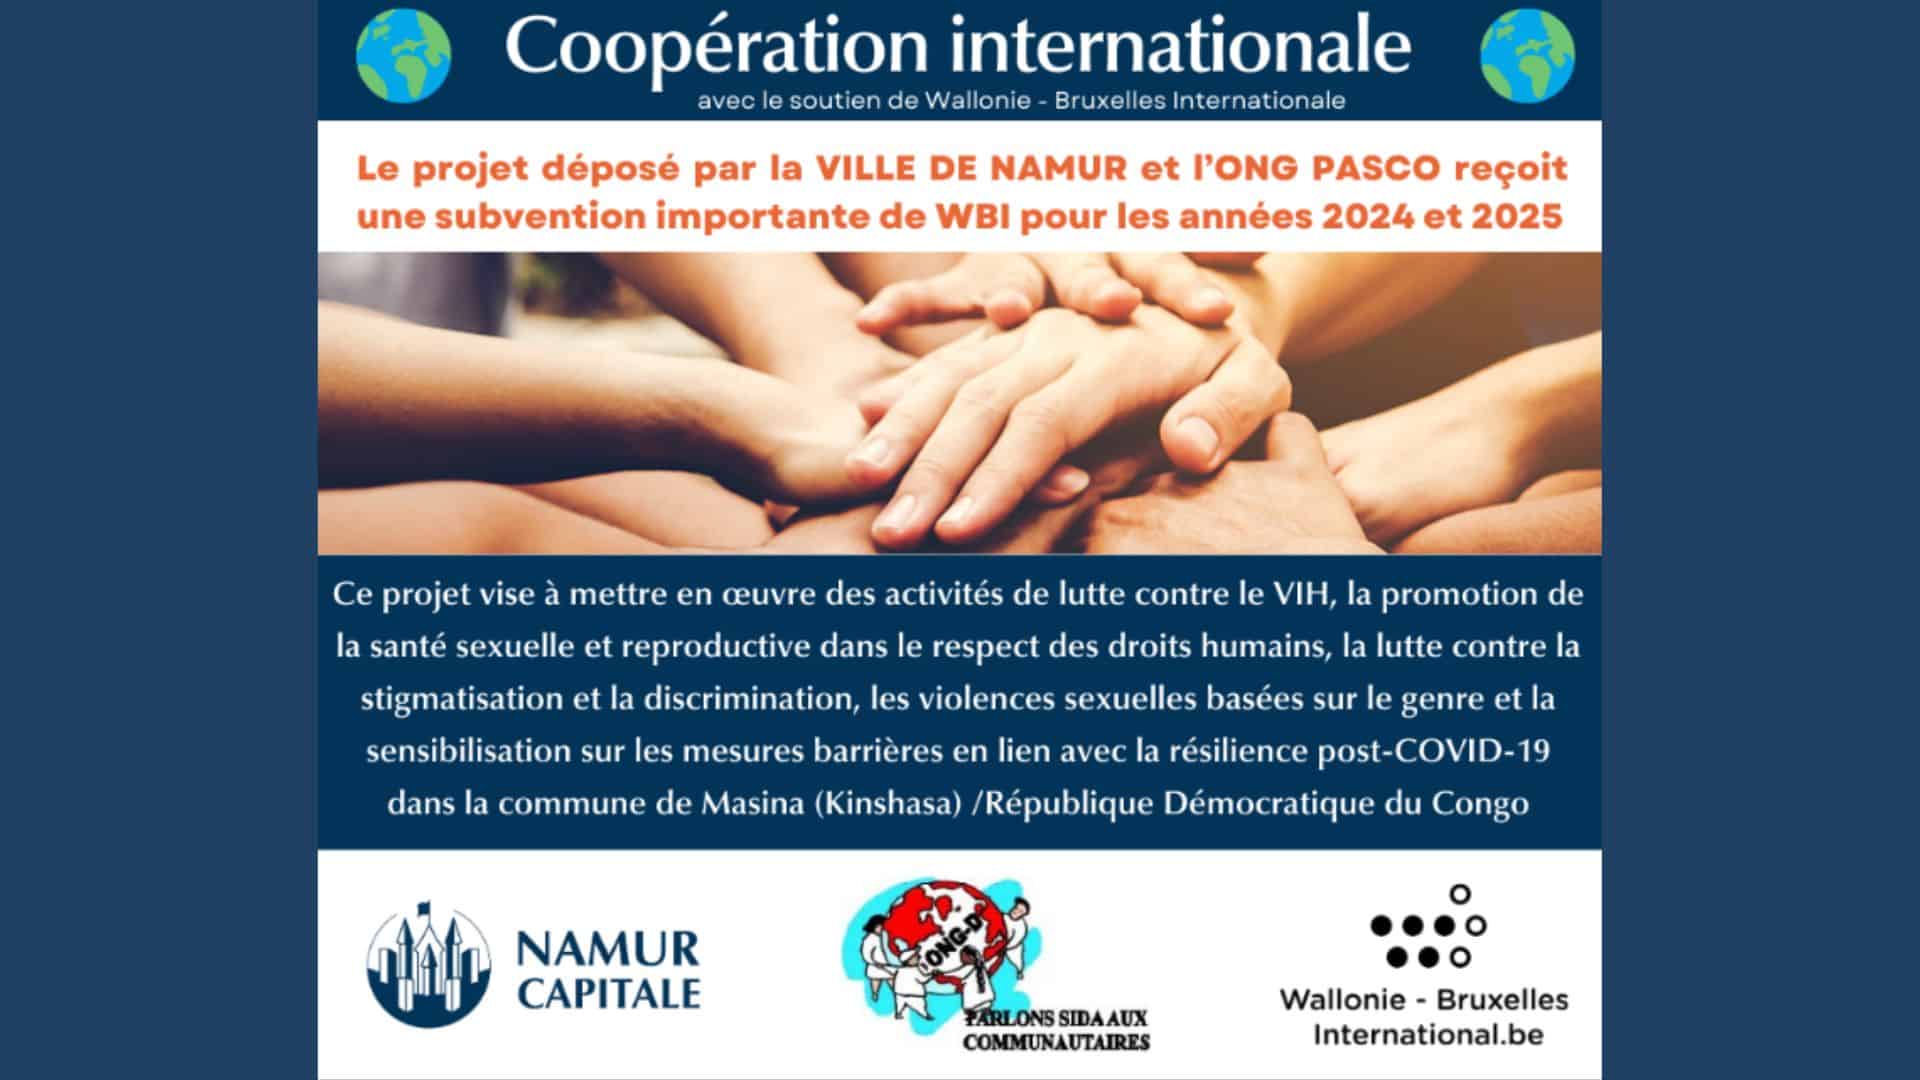 Coopération internationale
avec le soutien de Wallonie - Bruxelles Internationale
Le projet déposé par la VILLE DE NAMUR et l'ONG PASCO reçoit
une subvention importante de WBI pour les années 2024 et 2025
Ce projet vise à mettre en œuvre des activités de lutte contre le VIH, la promotion de
la santé sexuelle et reproductive dans le respect des droits humains, la lutte contre la
stigmatisation et la discrimination, les violences sexuelles basées sur le genre et la
sensibilisation sur les mesures barrières en lien avec la résilience post-COVID-19
dans la commune de Masina (Kinshasa) /République Démocratique du Congo
NAMUR
CAPITALE
ONG-D
PARLONS SIDA AUX
COMMUNAUTAIRES
Wallonie - Bruxelles
International.be